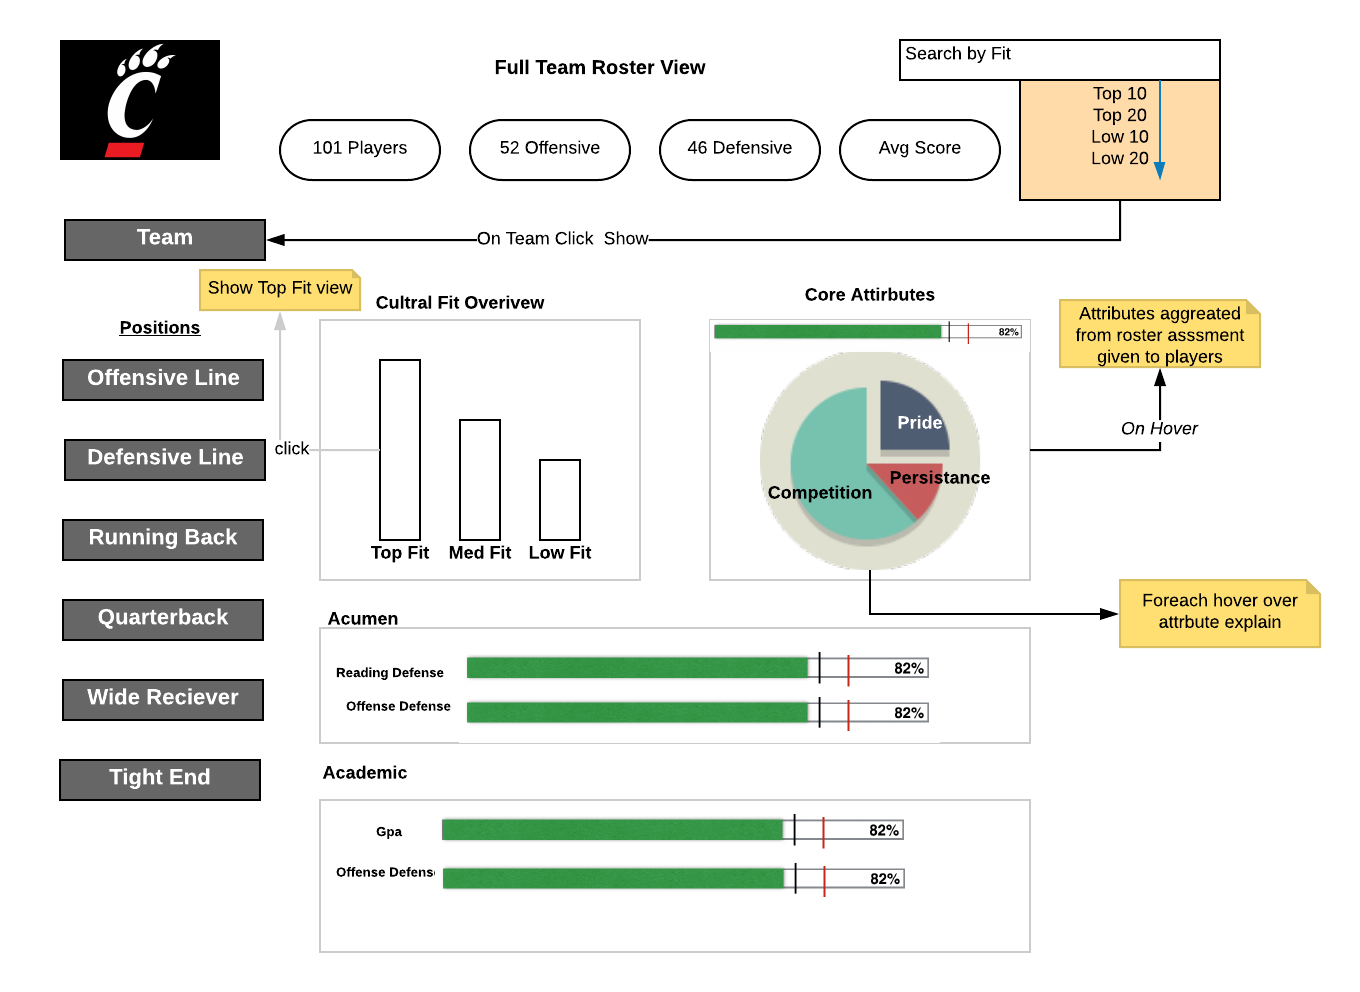 Full Team Roster View
Search by Fit
Top 10
Top 20
Low 10
Low 20
101 Players
52 Offensive
46 Defensive
Avg Score
Team
On Team Click  Show
Show Top Fit view
Cultral Fit Overivew
Core Attirbutes
Positions
82%
Attributes aggreated
from roster asssment
given to players
Offensive Line
Defensive Line
Running Back
Quarterback
Wide Reciever
Tight End
click
Top Fit
Med Fit
Low Fit
Pride
Persistance
Competition
On Hover
Foreach hover over
attrbute explain
Acumen
Reading Defense
82%
Offense Defense
82%
Academic
Gpa
82%
Offense Defens
82%